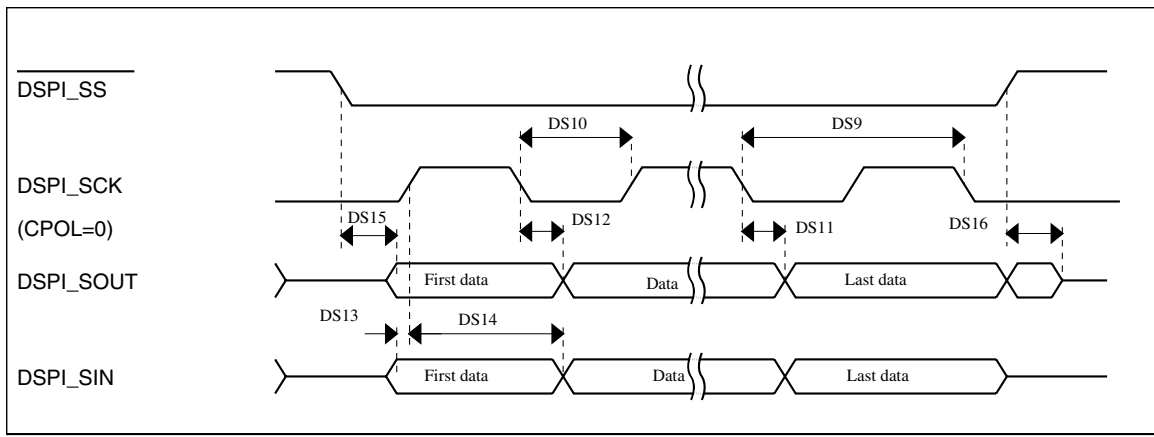 DSPI_SS
DS10
DS9
DSPI_SCK
(CPOL=0)
DS15
DS12
DS11
DS16
DSPI_SOUT
First data
Data
Last data
DS13
DS14
DSPI_SIN
First data
Data
Last data